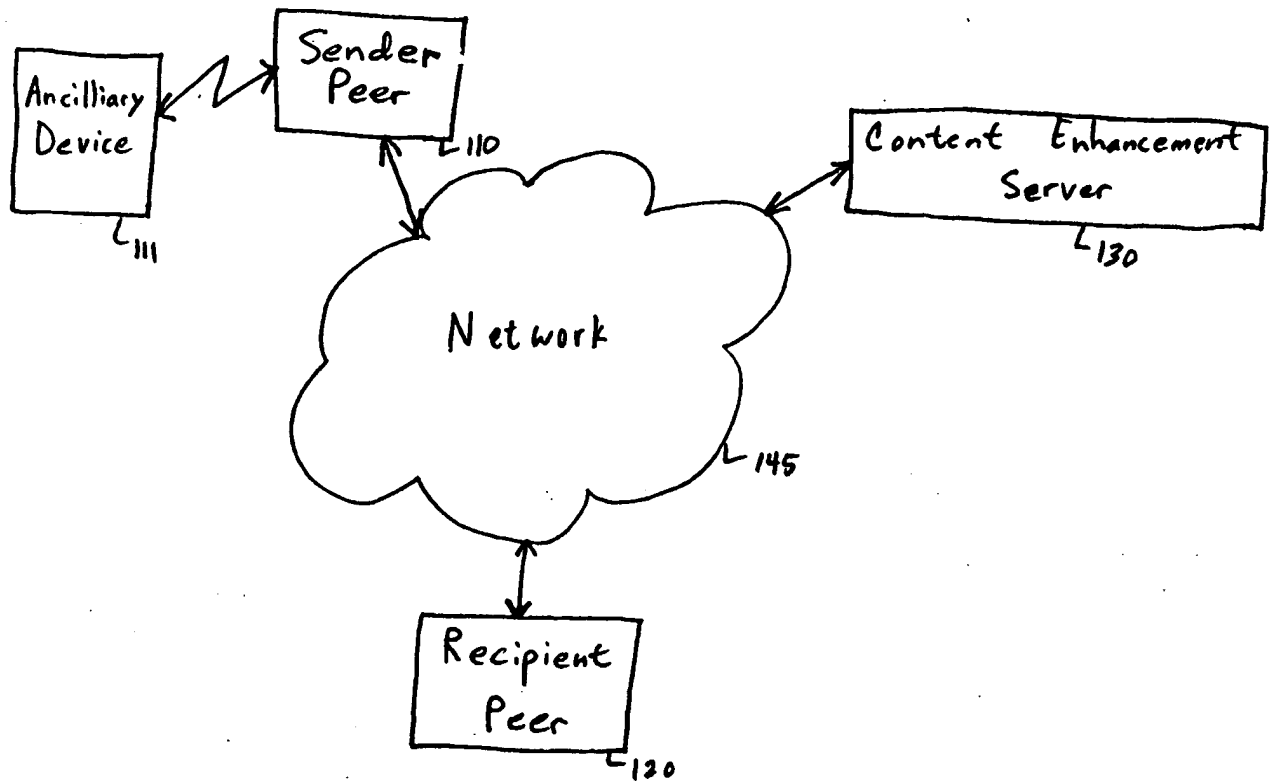 Sender
Peer
110
Ancilliary
Device
111
Content Enhancement
Server
130
Network
145
Recipient
Peer
120